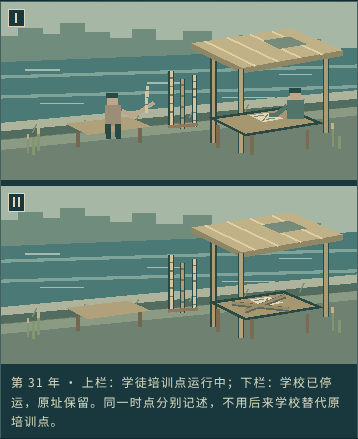 I
II
第 31 年 · 上栏：学徒培训点运行中；下栏：学校已停
运，原址保留。同一时点分别记述，不用后来学校替代原
培训点。